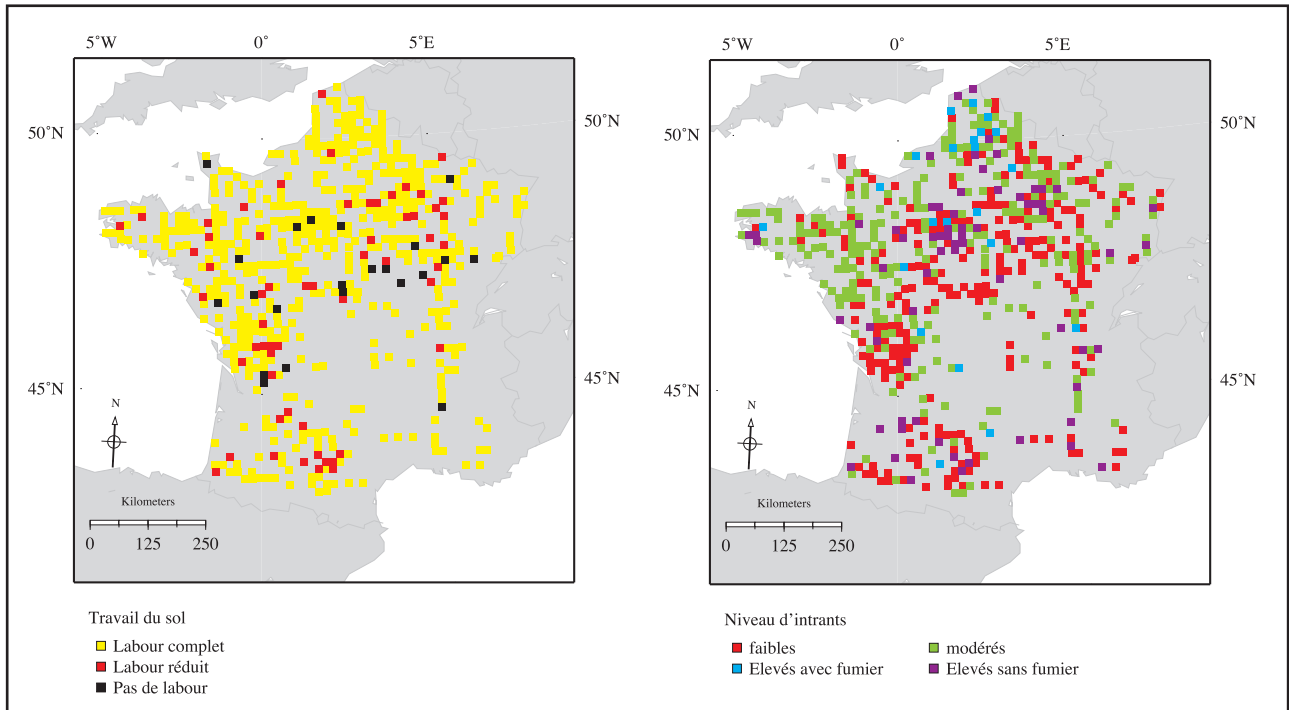 5˚W 0˚ 5˚E
50˚N 50˚N
45˚N 45˚N
N
Kilometers
0 125 250
Travail du sol
Labour complet
Labour réduit
Pas de labour
5˚W 0˚ 5˚E
50˚N 50˚N
45˚N 45˚N
N
Kilometers
0 125 250
Niveau d'intrants
faibles modérés
Elevés avec fumier Elevés sans fumier